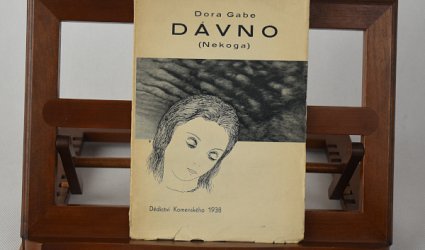 Dora Gabe
DÁVNO
(Nekoga)
Dědictví Komenského 1938